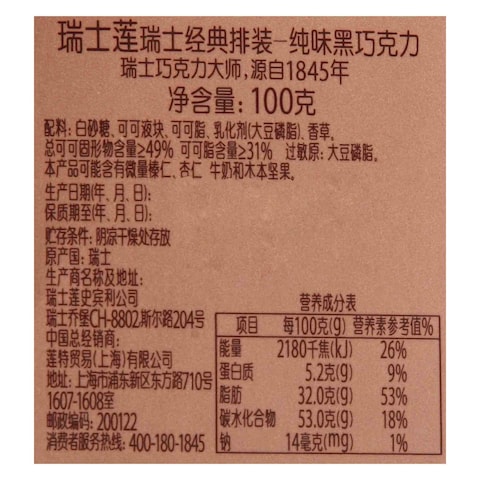 瑞士莲瑞士经典排装-纯味黑巧克力
瑞士巧克力大师,源自1845年
净含量:100克
配料:白砂糖、可可液块、可可脂、乳化剂(大豆磷脂)、香草。
总可可固形物含量≥49% 可可脂含量≥31% 过敏原:大豆磷脂。
本产品可能含有微量榛仁、杏仁 牛奶和木本坚果。
生产日期(年、月、日):
保质期至(年、月、日):
贮存条件:阴凉干燥处存放
原产国:瑞士
生产商名称及地址:
瑞士莲史宾利公司
瑞士乔堡CH-8802,斯尔路204号
中国总经销商:
莲特贸易(上海)有限公司
地址:上海市浦东新区东方路710号
1607-1608室
邮政编码:200122
消费者服务热线:400-180-1845
营养成分表
项目 每100克(g) 营养素参考值%
能量 2180千焦(kJ) 26%
蛋白质 5.2克(g) 9%
脂肪 32.0克(g) 53%
碳水化合物 53.0克(g) 18%
钠 14毫克(mg) 1%